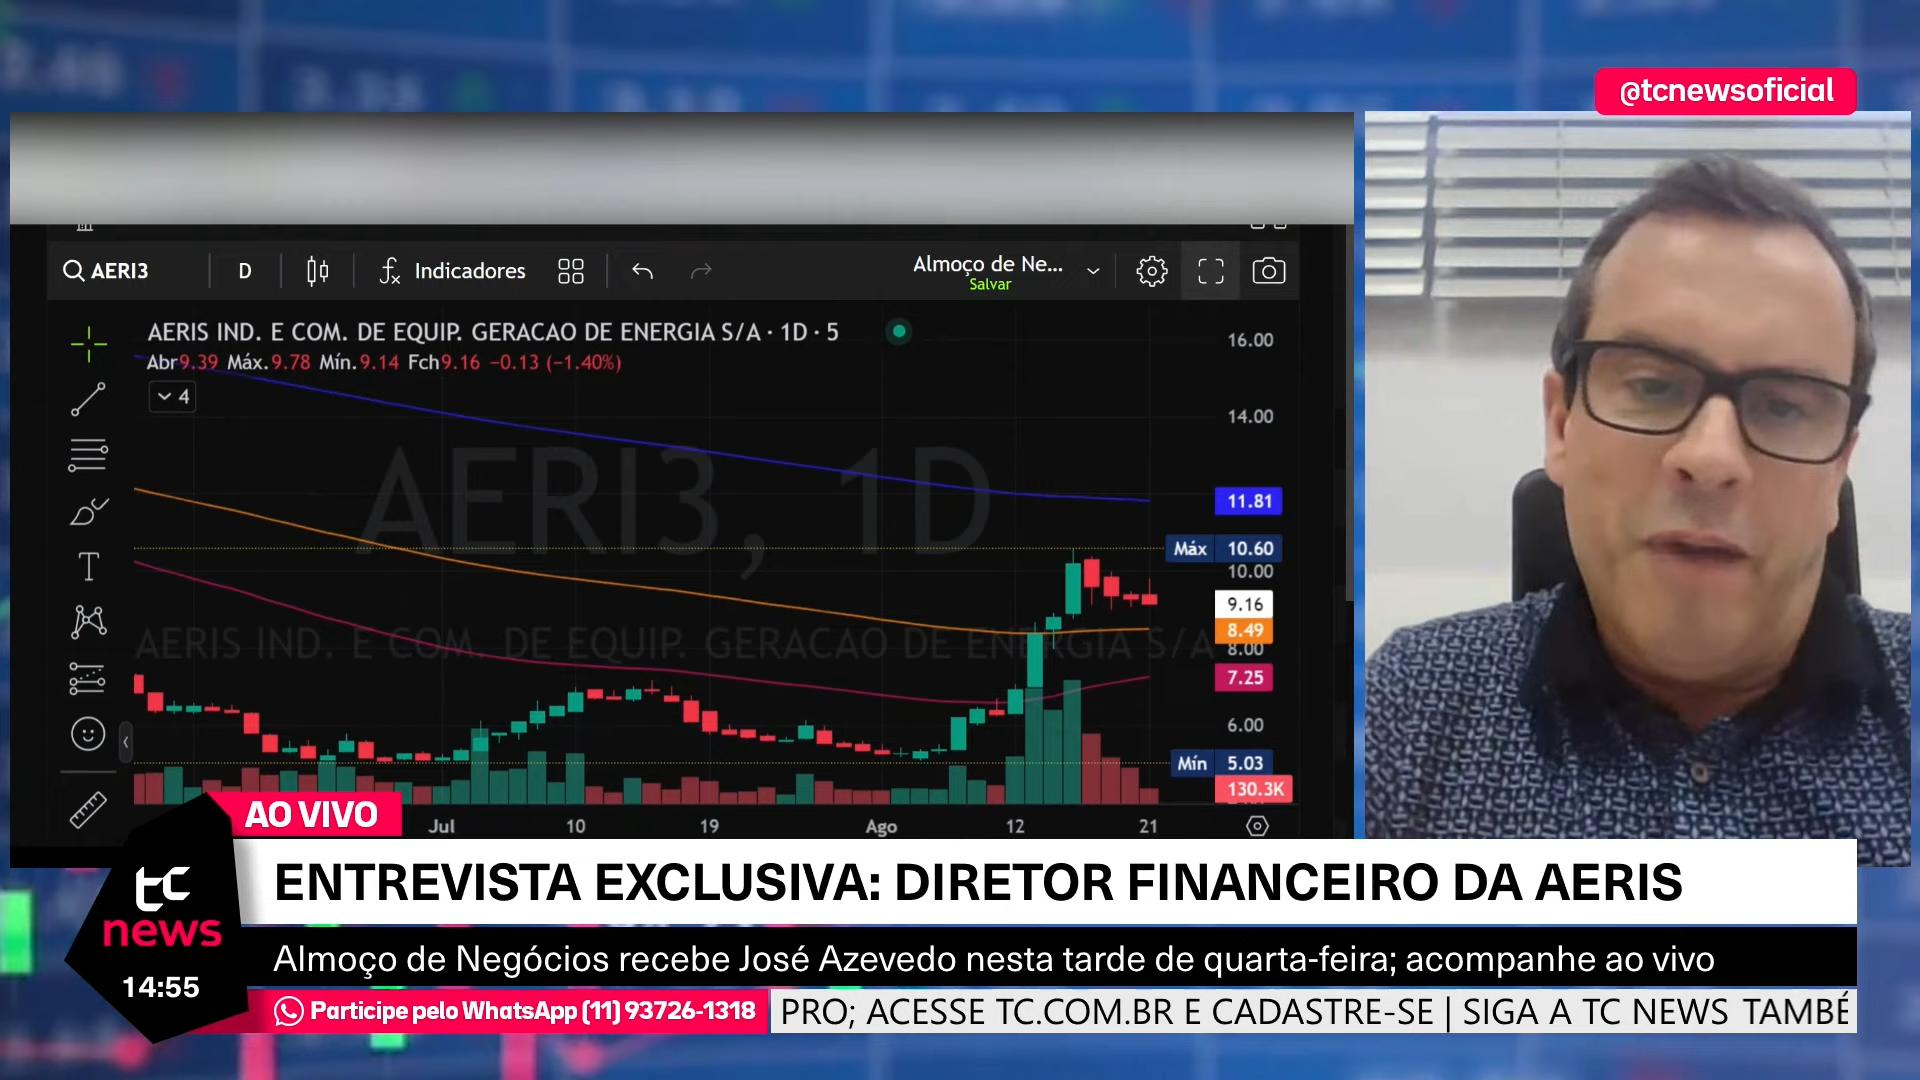 @tcnewsoficial
AERI3 D Indicadores Almoço de Ne...
Salvar
AERIS IND. E COM. DE EQUIP. GERACAO DE ENERGIA S/A · 1D · 5
Abr9.39 Máx.9.78 Mín.9.14 Fch9.16 −0.13 (−1.40%)
4
16.00
14.00
AERI3, 1D
11.81
Máx 10.60
10.00
9.16
8.49
AERIS IND. E COM. DE EQUIP. GERACAO DE ENERGIA S/A
8.00
7.25
6.00
Mín 5.03
130.3K
Jul 10 19 Ago 12 21
AO VIVO
ENTREVISTA EXCLUSIVA: DIRETOR FINANCEIRO DA AERIS
Almoço de Negócios recebe José Azevedo nesta tarde de quarta-feira; acompanhe ao vivo
tc
news
14:55
Participe pelo WhatsApp (11) 93726-1318
PRO; ACESSE TC.COM.BR E CADASTRE-SE | SIGA A TC NEWS TAMBÉ